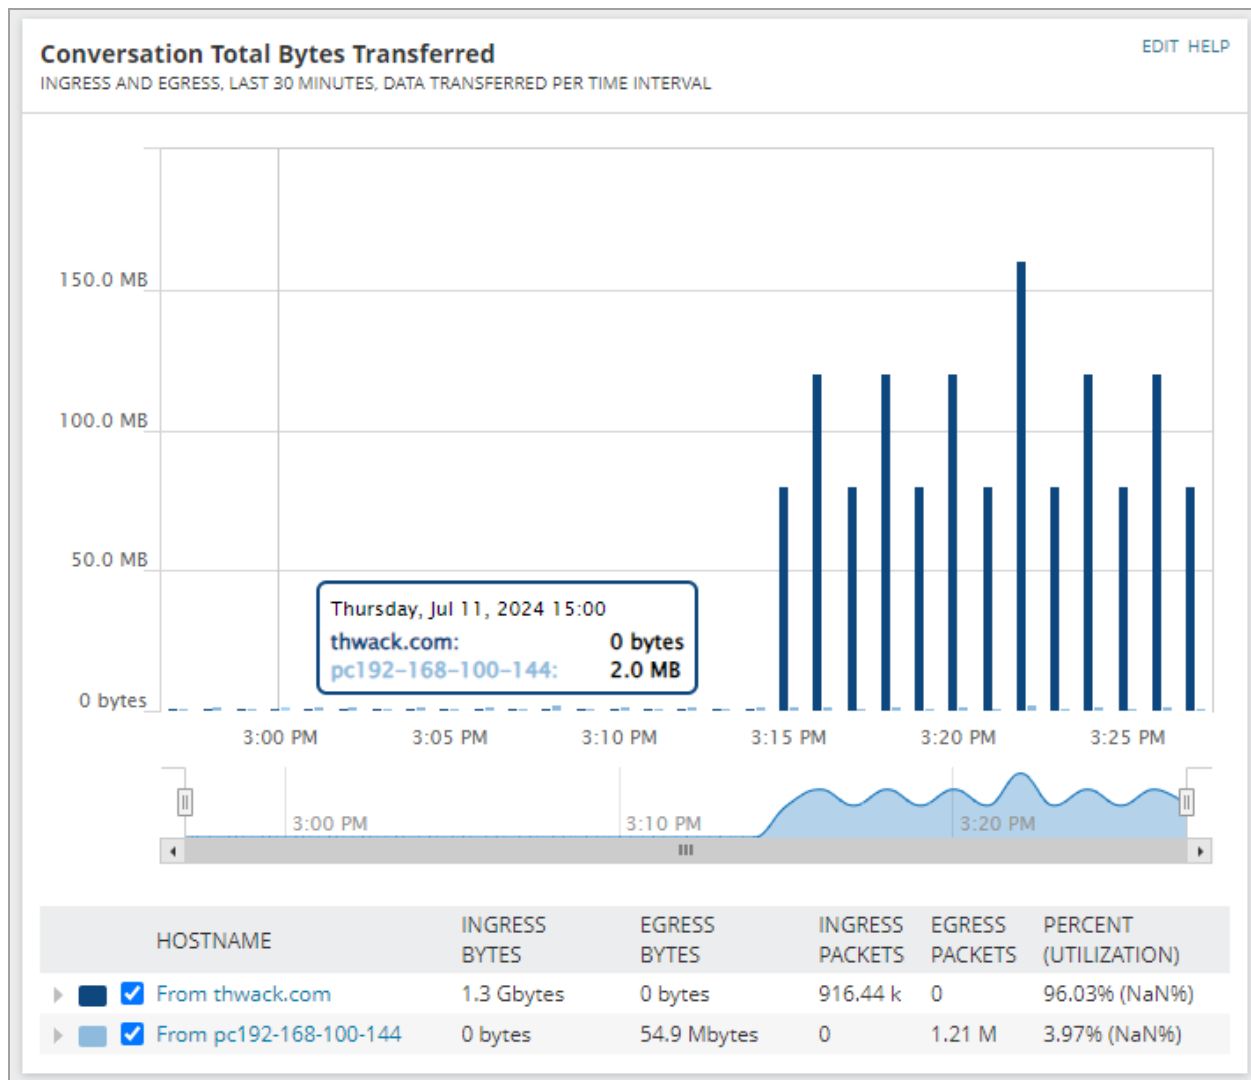 Conversation Total Bytes Transferred
EDIT HELP
INGRESS AND EGRESS, LAST 30 MINUTES, DATA TRANSFERRED PER TIME INTERVAL
150.0 MB
100.0 MB
50.0 MB
0 bytes
Thursday, Jul 11, 2024 15:00
thwack.com: 0 bytes
pc192-168-100-144: 2.0 MB
3:00 PM 3:05 PM 3:10 PM 3:15 PM 3:20 PM 3:25 PM
3:00 PM 3:10 PM 3:20 PM
HOSTNAME INGRESS BYTES EGRESS BYTES INGRESS PACKETS EGRESS PACKETS PERCENT (UTILIZATION)
From thwack.com 1.3 Gbytes 0 bytes 916.44 k 0 96.03% (NaN%)
From pc192-168-100-144 0 bytes 54.9 Mbytes 0 1.21 M 3.97% (NaN%)